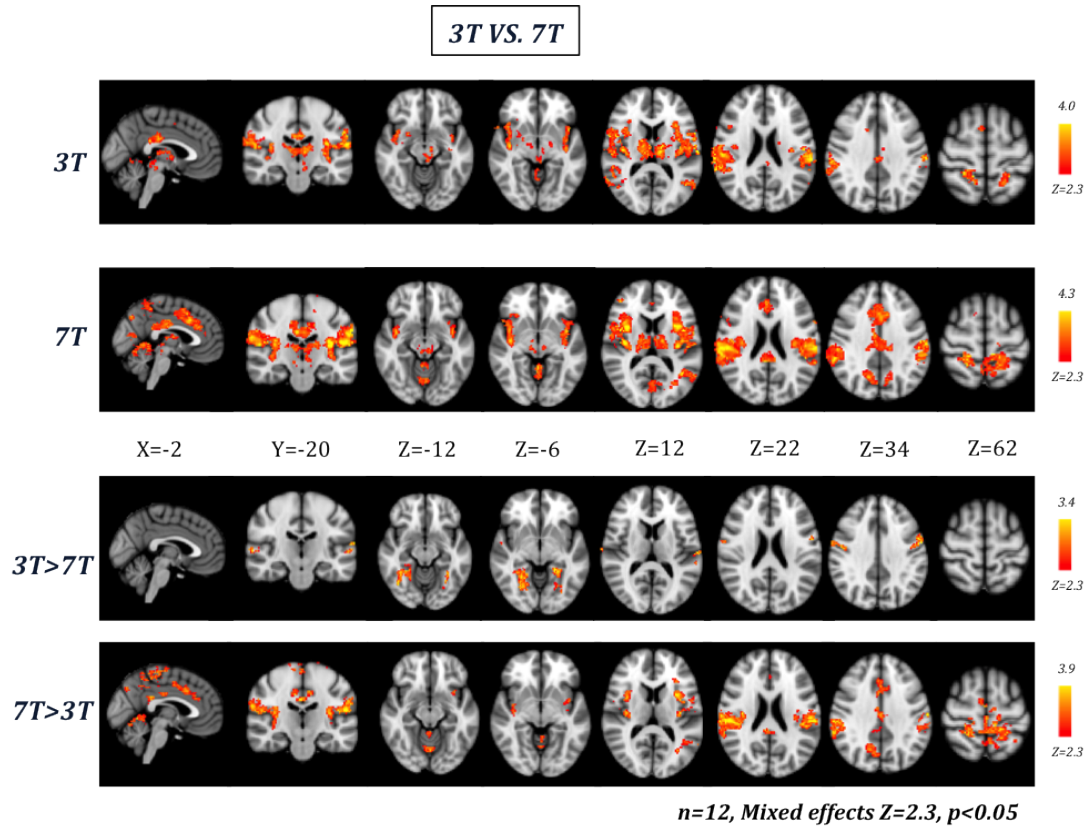 3T VS. 7T
4.0
3T
Z=2.3
4.3
7T
Z=2.3
X=-2 Y=-20 Z=-12 Z=-6 Z=12 Z=22 Z=34 Z=62
3.4
3T>7T
Z=2.3
3.9
7T>3T
Z=2.3
n=12, Mixed effects Z=2.3, p<0.05